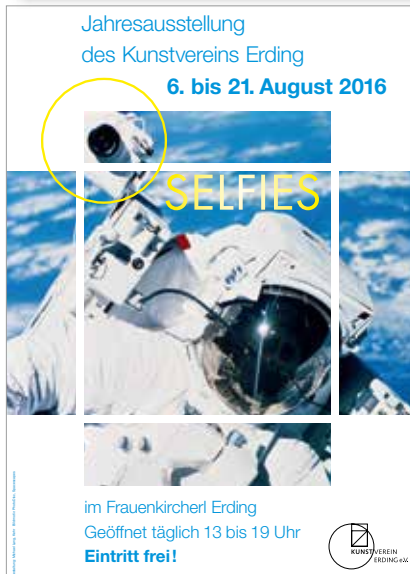 Jahresausstellung
des Kunstvereins Erding
6. bis 21. August 2016
SELFIES
im Frauenkircherl Erding
Geöffnet täglich 13 bis 19 Uhr
Eintritt frei!
KUNSTVEREIN
ERDING e.V.